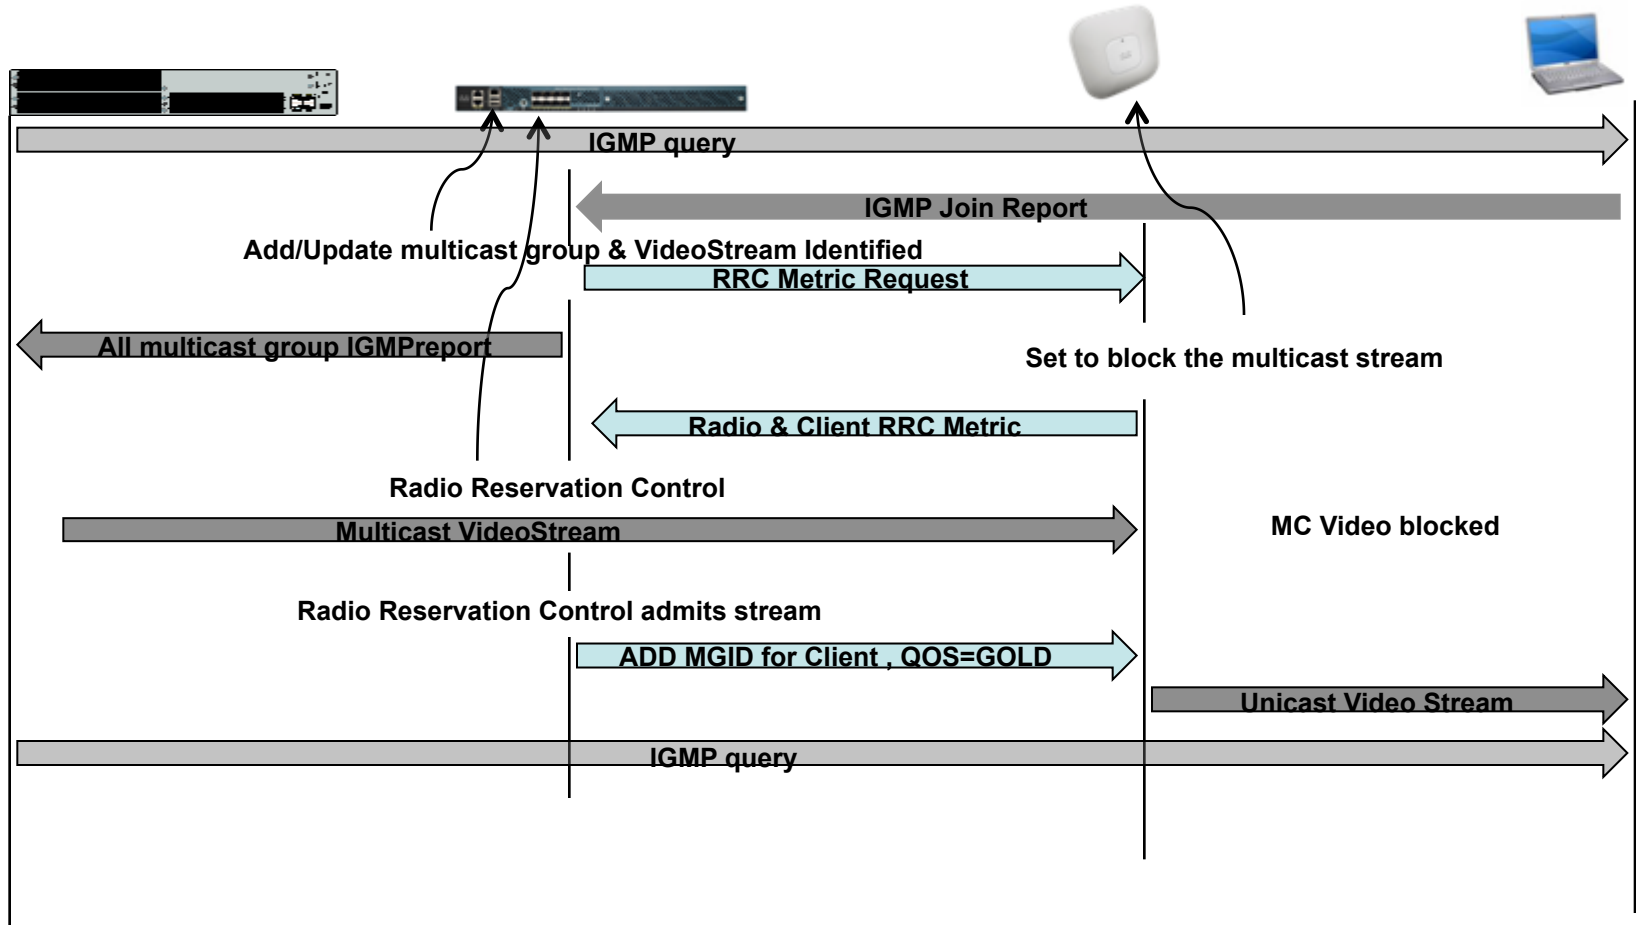 IGMP query
IGMP Join Report
Add/Update multicast group & VideoStream Identified
RRC Metric Request
All multicast group IGMPreport
Set to block the multicast stream
Radio & Client RRC Metric
Radio Reservation Control
Multicast VideoStream
MC Video blocked
Radio Reservation Control admits stream
ADD MGID for Client , QOS=GOLD
Unicast Video Stream
IGMP query